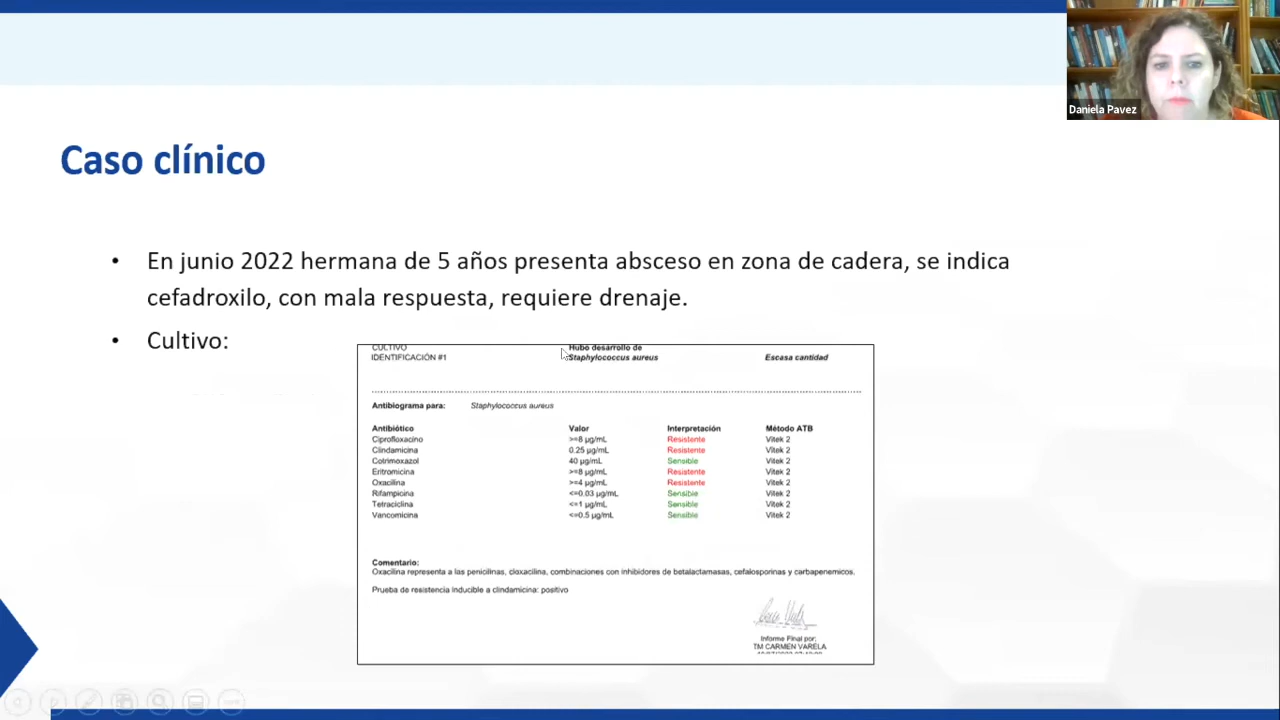 Daniela Pavez
Caso clínico
• En junio 2022 hermana de 5 años presenta absceso en zona de cadera, se indica
cefadroxilo, con mala respuesta, requiere drenaje.
• Cultivo:
CULTIVO Hubo desarrollo de
IDENTIFICACIÓN #1 Staphylococcus aureus Escasa cantidad
Antibiograma para: Staphylococcus aureus
Antibiótico Valor Interpretación Método ATB
Ciprofloxacino >=8 µg/mL Resistente Vitek 2
Clindamicina 0.25 µg/mL Resistente Vitek 2
Cotrimoxazol 40 µg/mL Sensible Vitek 2
Eritromicina >=8 µg/mL Resistente Vitek 2
Oxacilina >=4 µg/mL Resistente Vitek 2
Rifampicina <=0.03 µg/mL Sensible Vitek 2
Tetraciclina <=1 µg/mL Sensible Vitek 2
Vancomicina <=0.5 µg/mL Sensible Vitek 2
Comentario:
Oxacilina representa a las penicilinas, cloxacilina, combinaciones con inhibidores de betalactamasas, cefalosporinas y carbapenemicos.
Prueba de resistencia inducible a clindamicina: positivo
Informe Final por:
TM CARMEN VARELA